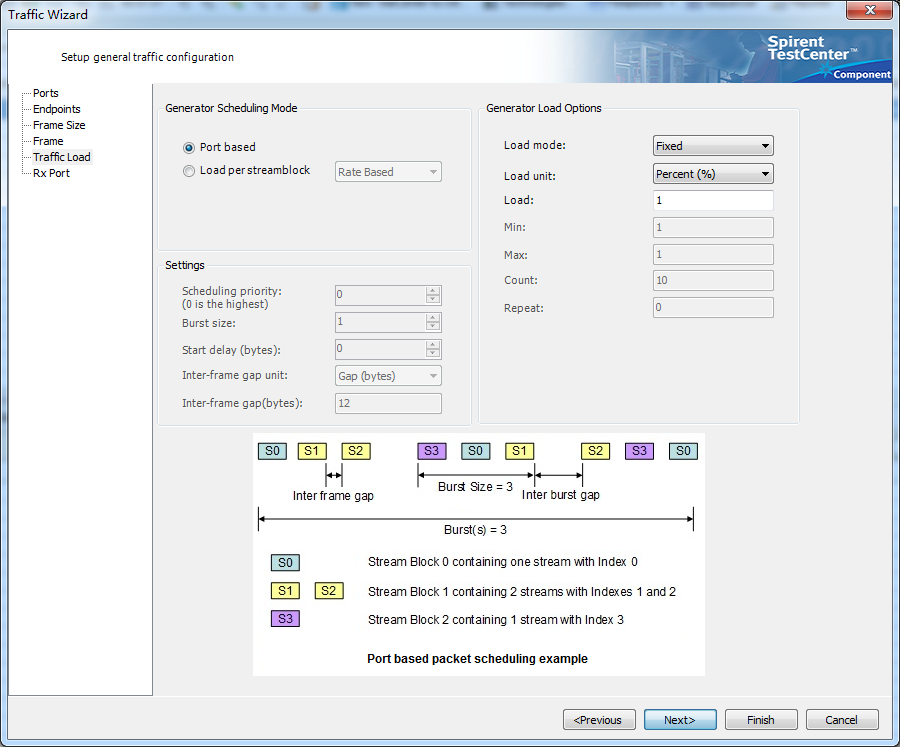 Traffic Wizard
Setup general traffic configuration
Spirent
TestCenter™
Component
Ports
Endpoints
Frame Size
Frame
Traffic Load
Rx Port
Generator Scheduling Mode
Port based
Load per streamblock
Rate Based
Generator Load Options
Load mode: Fixed
Load unit: Percent (%)
Load: 1
Min: 1
Max: 1
Count: 10
Repeat: 0
Settings
Scheduling priority: 0
(0 is the highest)
Burst size: 1
Start delay (bytes): 0
Inter-frame gap unit: Gap (bytes)
Inter-frame gap(bytes): 12
S0 S1 S2 S3 S0 S1 S2 S3 S0
Inter frame gap
Burst Size = 3
Inter burst gap
Burst(s) = 3
S0 Stream Block 0 containing one stream with Index 0
S1 S2 Stream Block 1 containing 2 streams with Indexes 1 and 2
S3 Stream Block 2 containing 1 stream with Index 3
Port based packet scheduling example
<Previous
Next>
Finish
Cancel